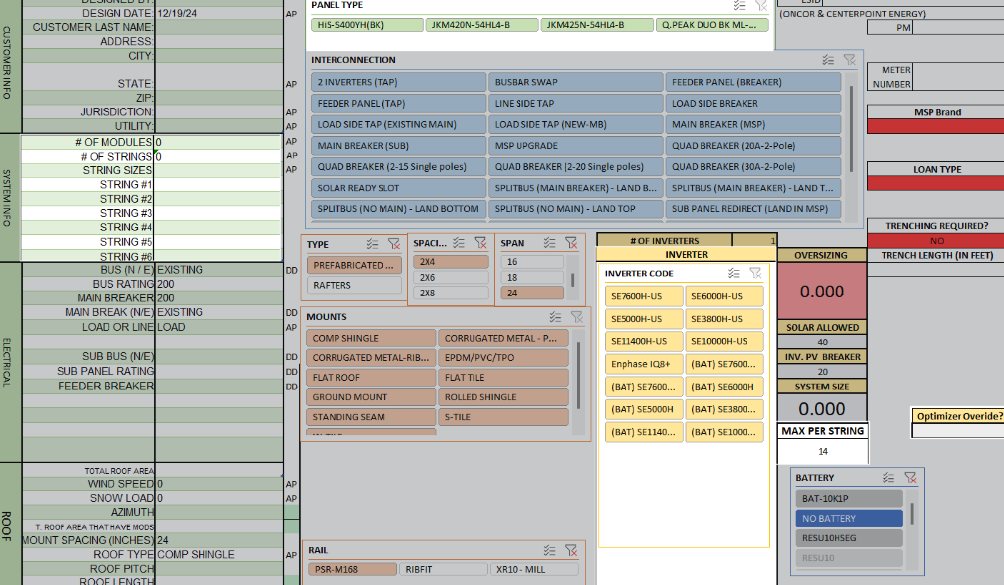 DESIGNED BY:
DESIGN DATE: 12/19/24 AP
CUSTOMER LAST NAME:
ADDRESS:
CITY:
STATE: AP
ZIP:
JURISDICTION: AP
UTILITY: AP
CUSTOMER INFO
# OF MODULES 0 AP
# OF STRINGS 0 AP
STRING SIZES AP
STRING #1
STRING #2
STRING #3
STRING #4
STRING #5
STRING #6
SYSTEM INFO
BUS (N / E) EXISTING DD
BUS RATING 200
MAIN BREAKER 200
MAIN BREAK (N/E) EXISTING DD
LOAD OR LINE LOAD AP
SUB BUS (N/E) DD
SUB PANEL RATING DD
FEEDER BREAKER DD
ELECTRICAL
TOTAL ROOF AREA
WIND SPEED 0 AP
SNOW LOAD 0 AP
AZIMUTH
T. ROOF AREA THAT HAVE MODS
MOUNT SPACING (INCHES) 24
ROOF TYPE COMP SHINGLE AP
ROOF PITCH
ROOF LENGTH
ROOF
PANEL TYPE
HiS-S400YH(BK) JKM420N-54HL4-B JKM425N-54HL4-B Q.PEAK DUO BK ML-...
INTERCONNECTION
2 INVERTERS (TAP) BUSBAR SWAP FEEDER PANEL (BREAKER)
FEEDER PANEL (TAP) LINE SIDE TAP LOAD SIDE BREAKER
LOAD SIDE TAP (EXISTING MAIN) LOAD SIDE TAP (NEW-MB) MAIN BREAKER (MSP)
MAIN BREAKER (SUB) MSP UPGRADE QUAD BREAKER (20A-2-Pole)
QUAD BREAKER (2-15 Single poles) QUAD BREAKER (2-20 Single Poles) QUAD BREAKER (30A-2-Pole)
SOLAR READY SLOT SPLITBUS (MAIN BREAKER) - LAND B... SPLITBUS (MAIN BREAKER) - LAND T...
SPLITBUS (NO MAIN) - LAND BOTTOM SPLITBUS (NO MAIN) - LAND TOP SUB PANEL REDIRECT (LAND IN MSP)
TYPE
PREFABRICATED ...
RAFTERS
SPACI...
2X4
2X6
2X8
SPAN
16
18
24
MOUNTS
COMP SHINGLE CORRUGATED METAL - P...
CORRUGATED METAL-RIB... EPDM/PVC/TPO
FLAT ROOF FLAT TILE
GROUND MOUNT ROLLED SHINGLE
STANDING SEAM S-TILE
RAIL
PSR-M168 RIBFIT XR10 - MILL
# OF INVERTERS 1
INVERTER
INVERTER CODE
SE7600H-US SE6000H-US
SE5000H-US SE3800H-US
SE11400H-US SE10000H-US
Enphase IQ8+ (BAT) SE7600...
(BAT) SE7600... (BAT) SE6000H
(BAT) SE5000H (BAT) SE3800...
(BAT) SE1140... (BAT) SE1000...
OVERSIZING
0.000
SOLAR ALLOWED
40
INV. PV BREAKER
20
SYSTEM SIZE
0.000
MAX PER STRING
14
BATTERY
BAT-10K1P
NO BATTERY
RESU10HSEG
RESU10
ESID
(ONCOR & CENTERPOINT ENERGY)
PM
METER
NUMBER
MSP Brand
LOAN TYPE
TRENCHING REQUIRED?
NO
TRENCH LENGTH (IN FEET)
Optimizer Overide?